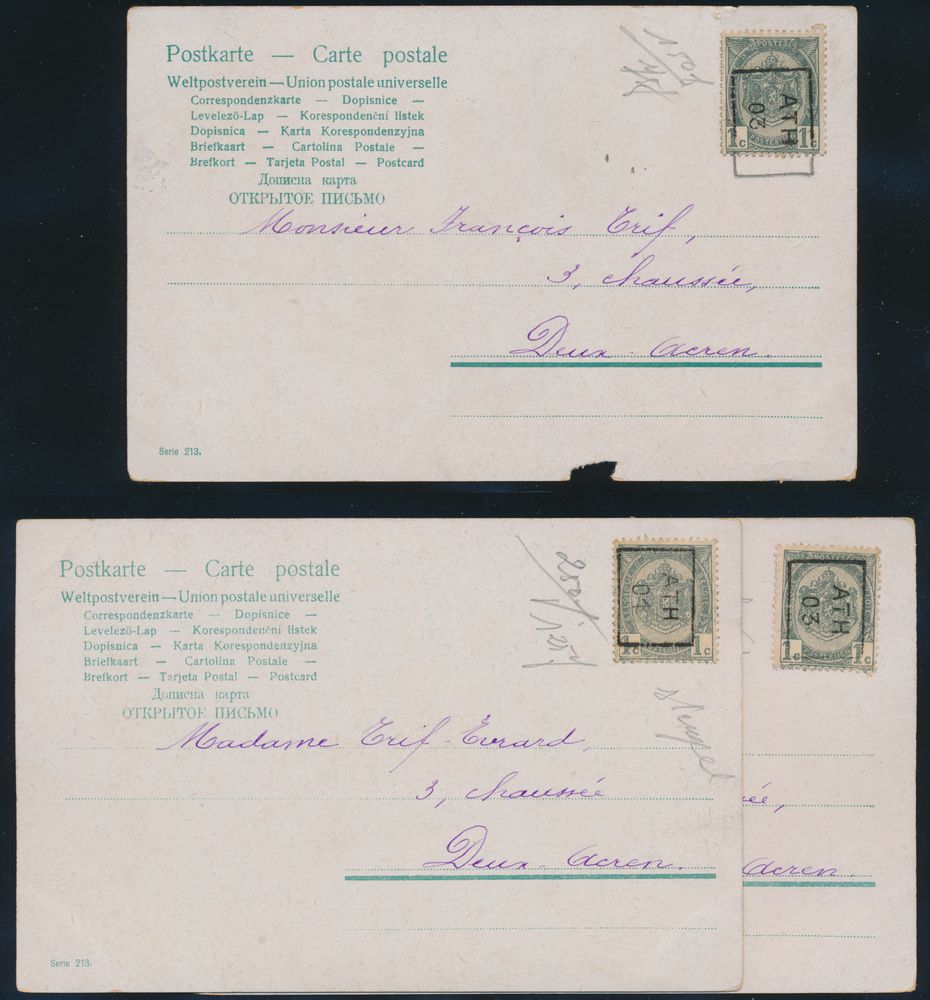 Postkarte — Carte postale
Weltpostverein — Union postale universelle
Correspondenzkarte — Dopisnice —
Levelező-Lap — Korespondenční lístek
Dopisnica — Karta Korespondenzyjna
Briefkaart — Cartolina Postale —
Brefkort — Tarjeta Postal — Postcard
Дописна карта
ОТКРЫТОЕ ПИСЬМО
POSTES
ATH
03
1c 1c
Monsieur François Trif,
3, chaussée,
Deux-Acren.
Serie 213.
Postkarte — Carte postale
Weltpostverein — Union postale universelle
Correspondenzkarte — Dopisnice —
Levelező-Lap — Korespondenční lístek
Dopisnica — Karta Korespondenzyjna
Briefkaart — Cartolina Postale —
Brefkort — Tarjeta Postal — Postcard
Дописна карта
ОТКРЫТОЕ ПИСЬМО
ATH
04
1c 1c
Stempel
Madame Trif-Evrard,
3, chaussée
Deux-Acren.
Serie 213.
ATH
03
1c 1c
ée,
Acren.